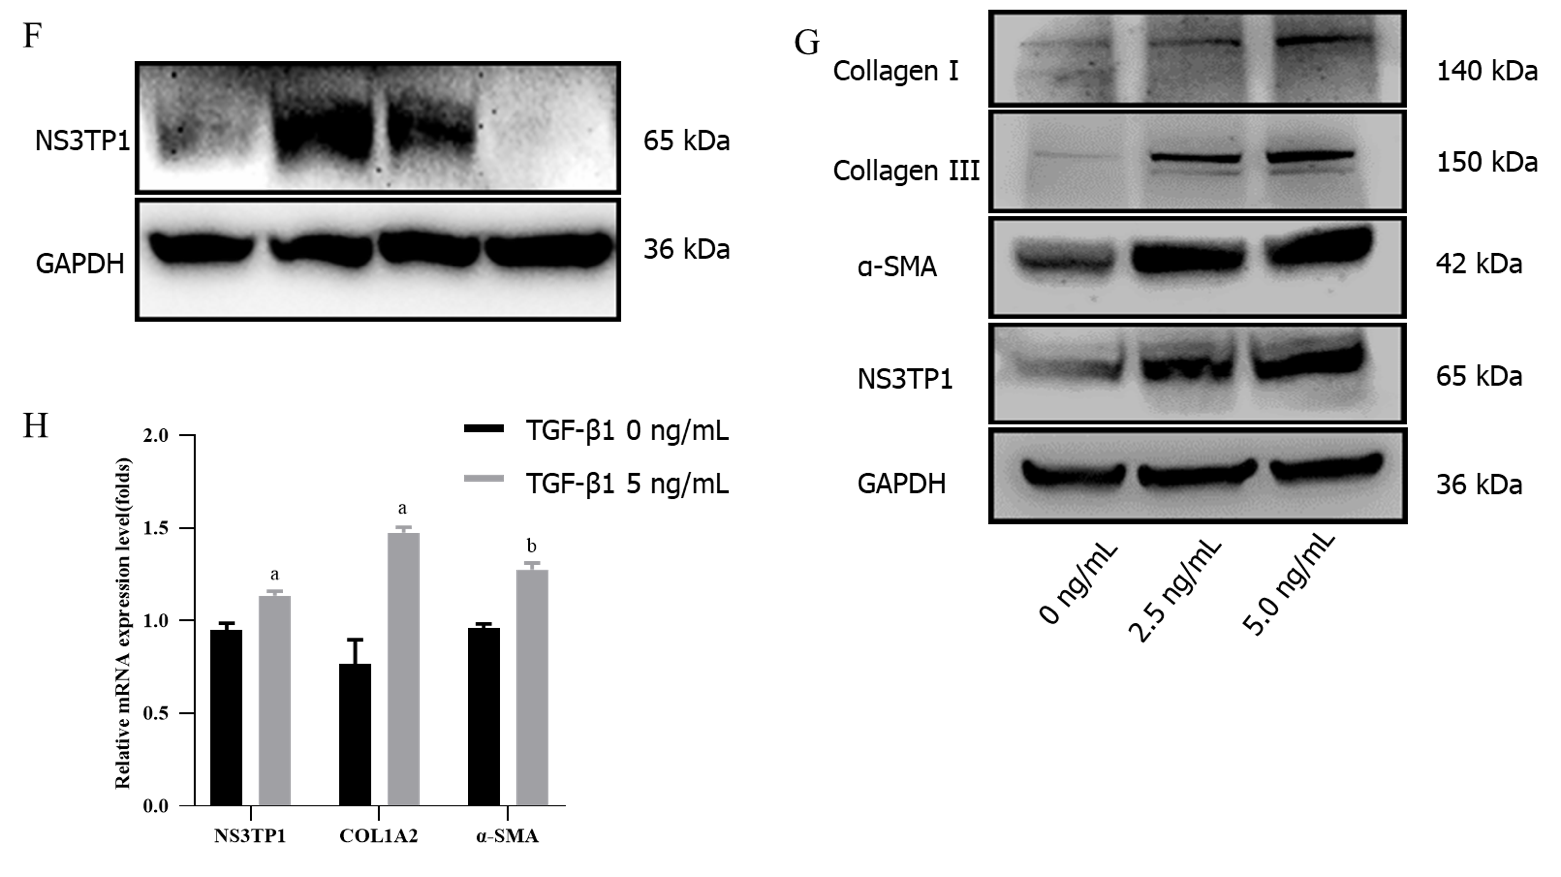 F
NS3TP1
65 kDa
GAPDH
36 kDa
G
Collagen I
140 kDa
Collagen III
150 kDa
α-SMA
42 kDa
NS3TP1
65 kDa
GAPDH
36 kDa
0 ng/mL
2.5 ng/mL
5.0 ng/mL
H
TGF-β1 0 ng/mL
TGF-β1 5 ng/mL
Relative mRNA expression level(folds)
2.0
1.5
1.0
0.5
0.0
a
a
b
NS3TP1
COL1A2
α-SMA